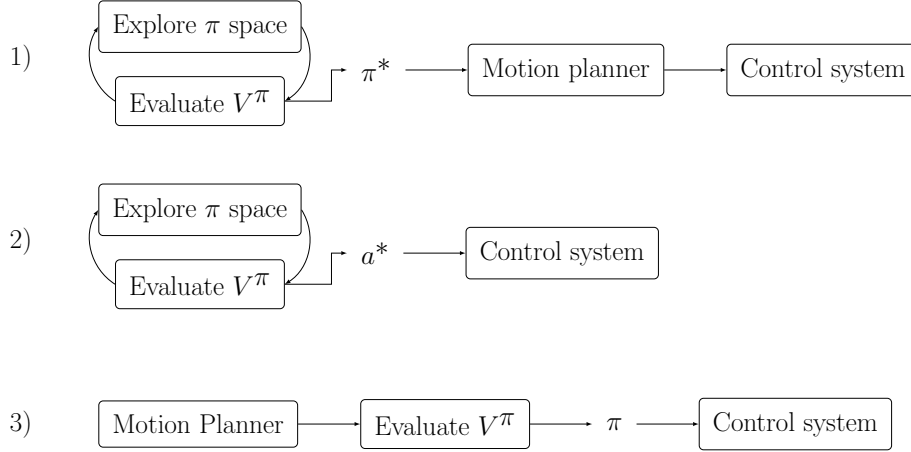 Explore π space
1) π* Motion planner Control system
Evaluate V^π
Explore π space
2) a* Control system
Evaluate V^π
3) Motion Planner Evaluate V^π π Control system